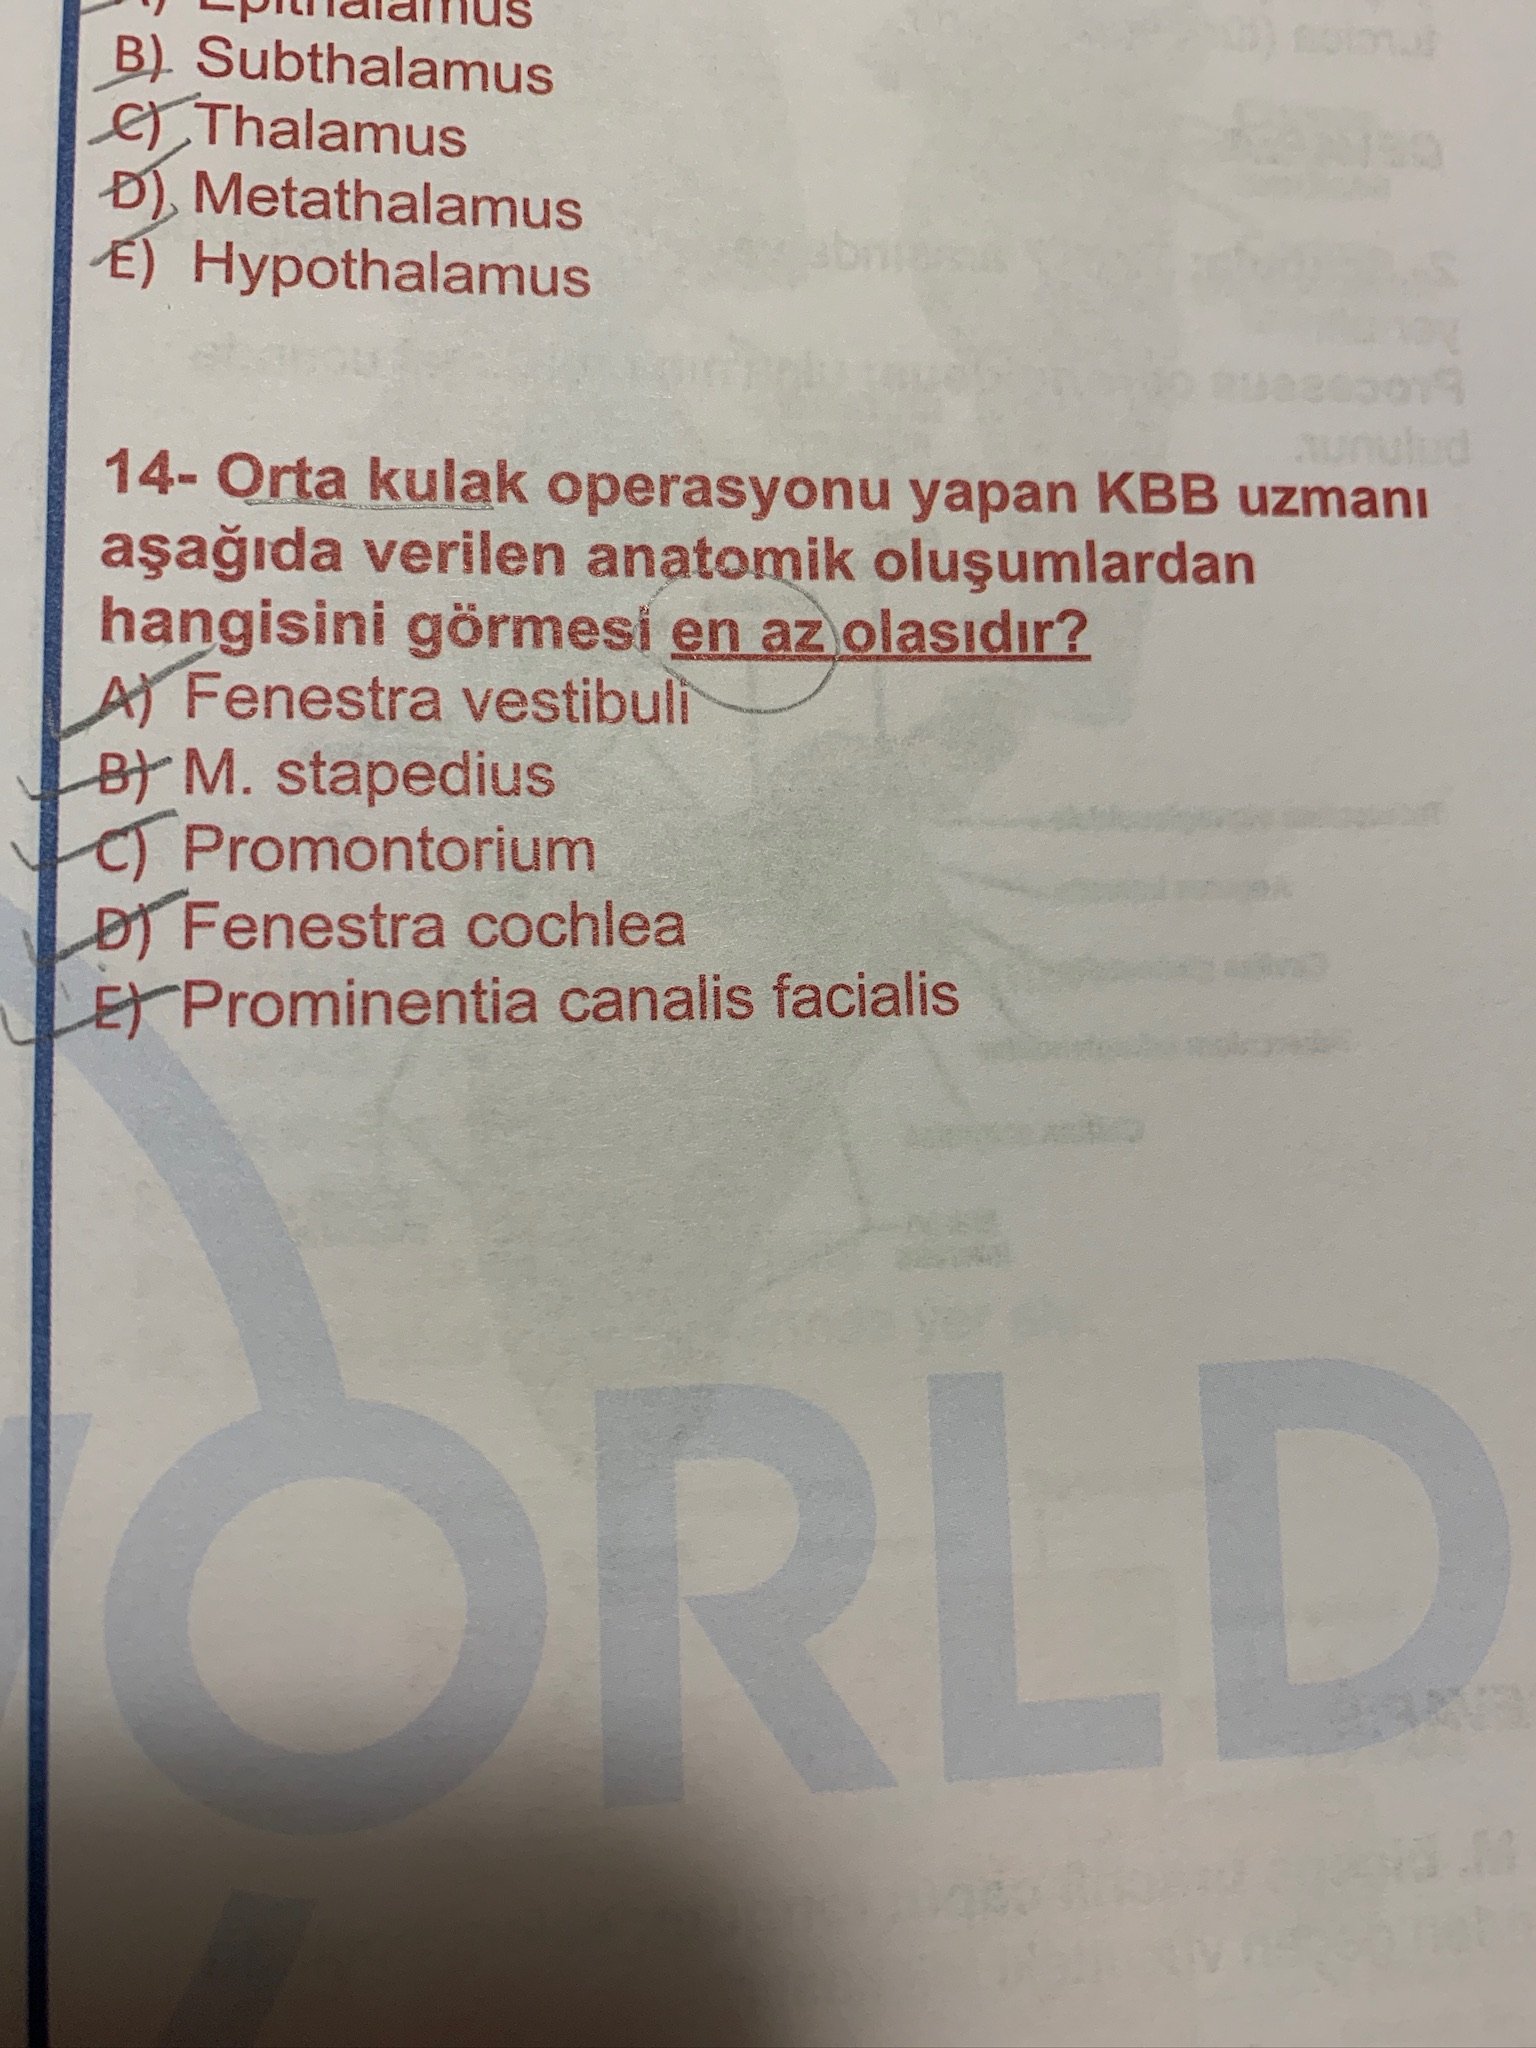 A) Epithalamus
B) Subthalamus
C) Thalamus
D) Metathalamus
E) Hypothalamus
14- Orta kulak operasyonu yapan KBB uzmanı
aşağıda verilen anatomik oluşumlardan
hangisini görmesi en az olasıdır?
A) Fenestra vestibuli
B) M. stapedius
C) Promontorium
D) Fenestra cochlea
E) Prominentia canalis facialis
WORLD